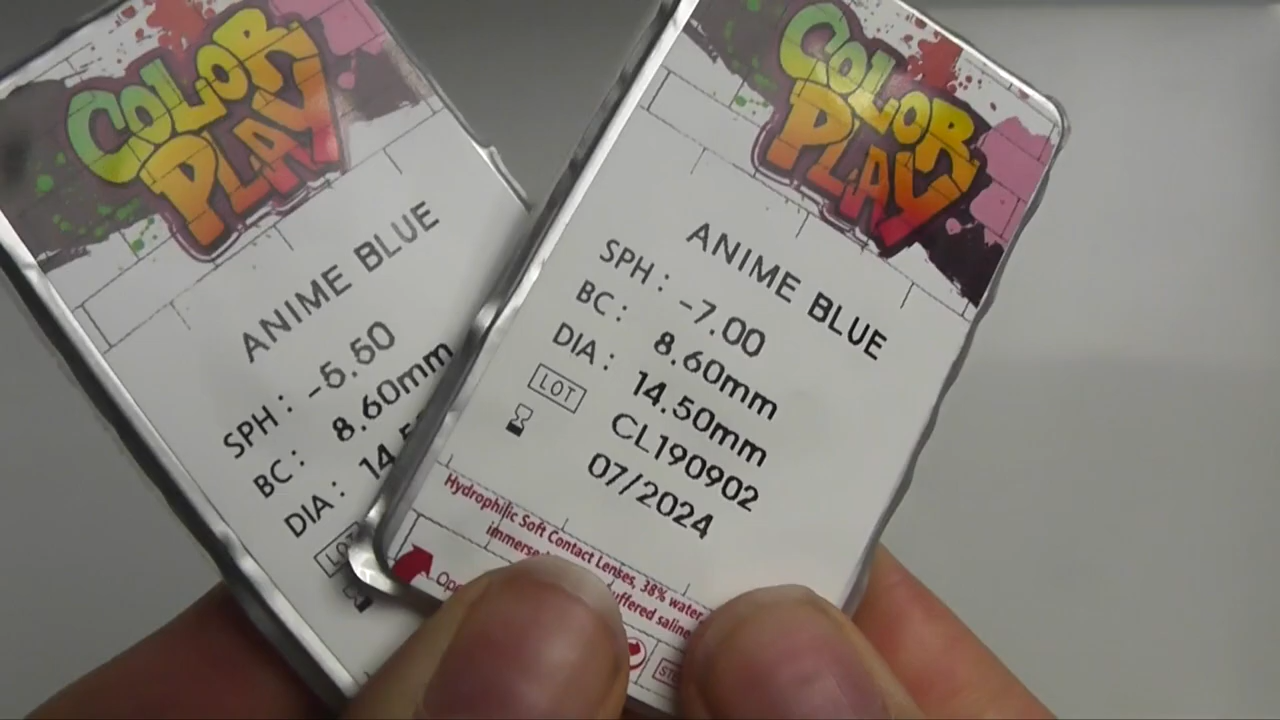 COLOR
PLAY
ANIME BLUE
SPH : -5.50
BC : 8.60mm
DIA : 14.5
COLOR
PLAY
ANIME BLUE
SPH : -7.00
BC : 8.60mm
DIA : 14.50mm
LOT CL190902
07/2024
Hydrophilic Soft Contact Lenses, 38% water
immerse uffered saline